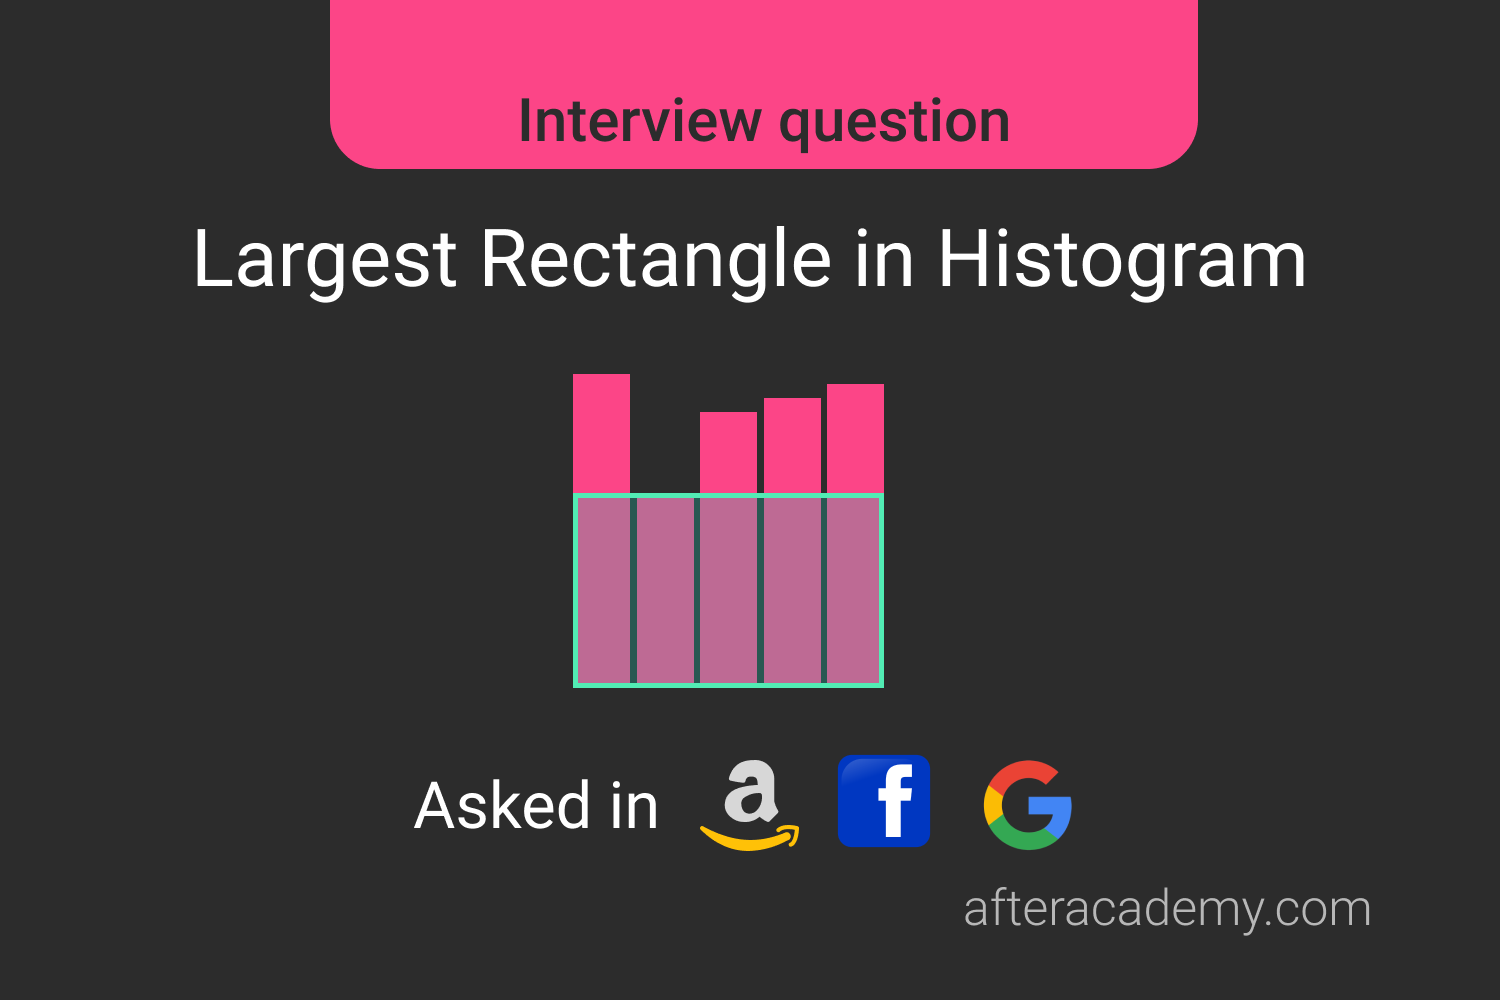 Interview question
Largest Rectangle in Histogram
Asked in
afteracademy.com